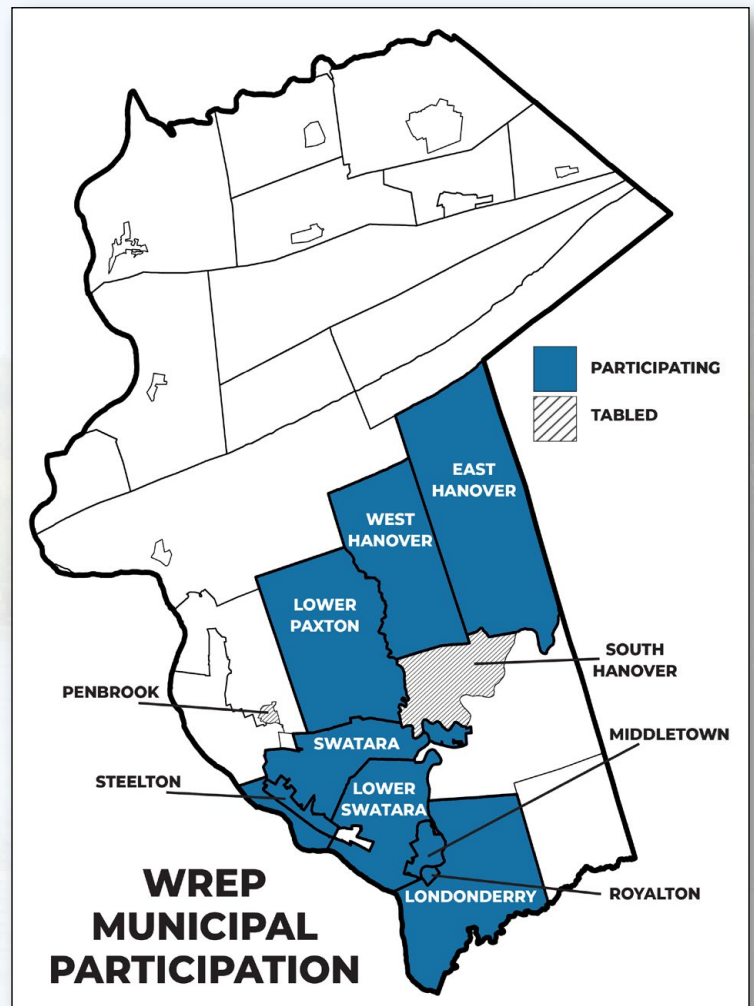 PARTICIPATING
TABLED
EAST
HANOVER
WEST
HANOVER
LOWER
PAXTON
SOUTH
HANOVER
PENBROOK
MIDDLETOWN
SWATARA
STEELTON
LOWER
SWATARA
LONDONDERRY
ROYALTON
WREP
MUNICIPAL
PARTICIPATION